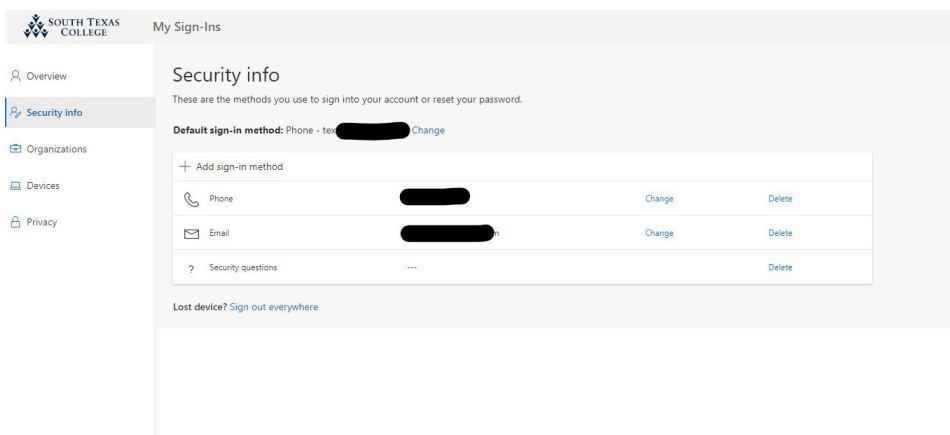 SOUTH TEXAS
COLLEGE
My Sign-Ins
Overview
Security info
Organizations
Devices
Privacy
Security info
These are the methods you use to sign into your account or reset your password.
Default sign-in method: Phone - tex Change
+ Add sign-in method
Phone Change Delete
Email Change Delete
? Security questions --- Delete
Lost device? Sign out everywhere